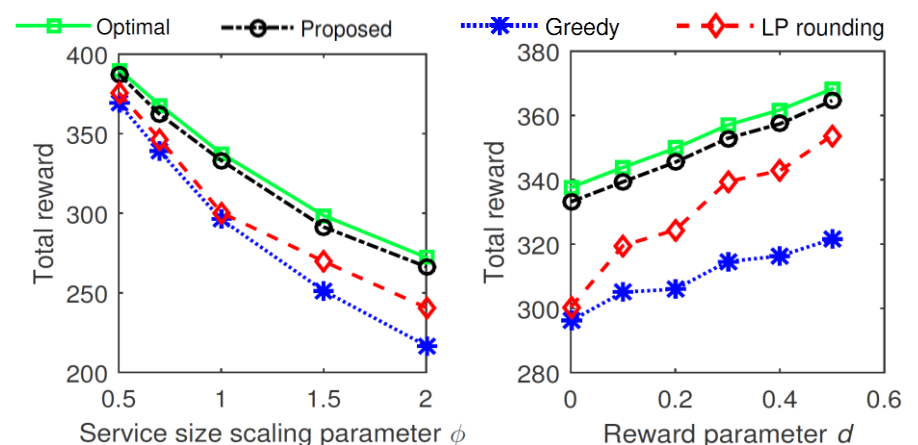 Optimal Proposed Greedy LP rounding
400
350
300
250
200
Total reward
0.5 1 1.5 2
Service size scaling parameter ϕ
380
360
340
320
300
280
Total reward
0 0.2 0.4 0.6
Reward parameter d